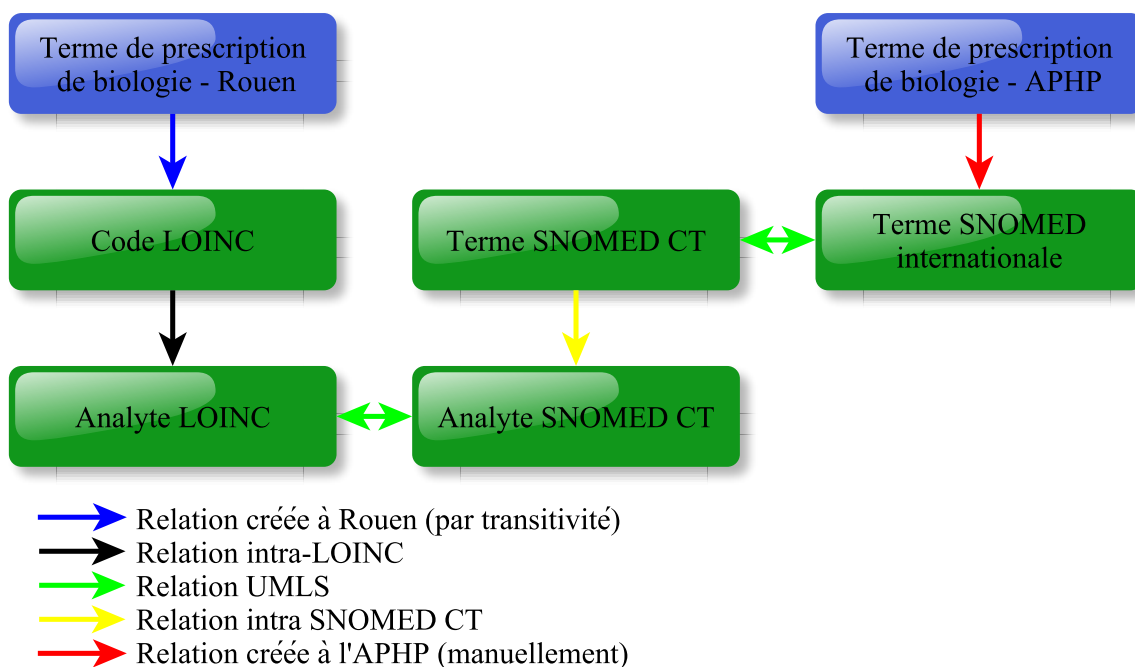 Terme de prescription
de biologie - Rouen
Terme de prescription
de biologie - APHP
Code LOINC
Terme SNOMED CT
Terme SNOMED
internationale
Analyte LOINC
Analyte SNOMED CT
Relation créée à Rouen (par transitivité)
Relation intra-LOINC
Relation UMLS
Relation intra SNOMED CT
Relation créée à l'APHP (manuellement)